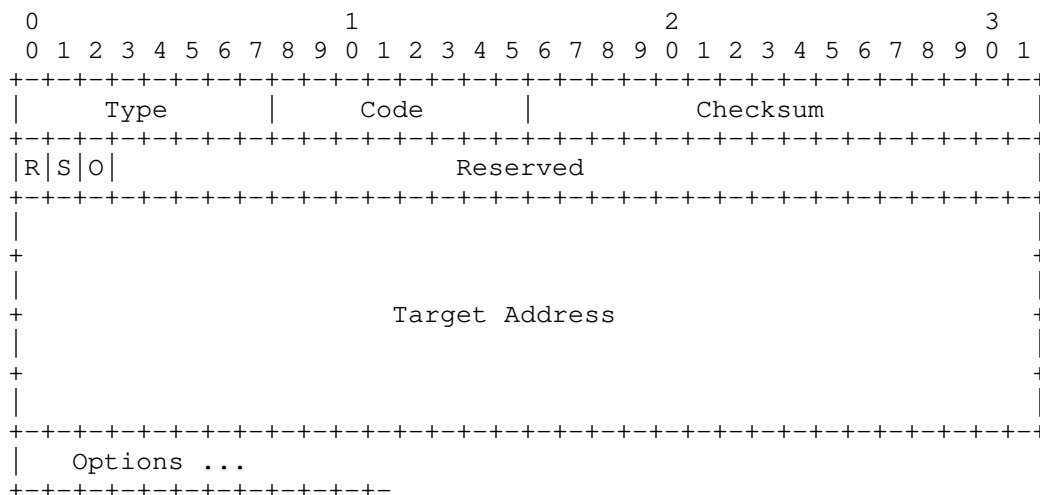 0                   1                   2                   3
 0 1 2 3 4 5 6 7 8 9 0 1 2 3 4 5 6 7 8 9 0 1 2 3 4 5 6 7 8 9 0 1
+-+-+-+-+-+-+-+-+-+-+-+-+-+-+-+-+-+-+-+-+-+-+-+-+-+-+-+-+-+-+-+-+
|     Type      |     Code      |          Checksum             |
+-+-+-+-+-+-+-+-+-+-+-+-+-+-+-+-+-+-+-+-+-+-+-+-+-+-+-+-+-+-+-+-+
|R|S|O|                     Reserved                            |
+-+-+-+-+-+-+-+-+-+-+-+-+-+-+-+-+-+-+-+-+-+-+-+-+-+-+-+-+-+-+-+-+
|                                                               |
+                                                               +
|                                                               |
+                       Target Address                          +
|                                                               |
+                                                               +
|                                                               |
+-+-+-+-+-+-+-+-+-+-+-+-+-+-+-+-+-+-+-+-+-+-+-+-+-+-+-+-+-+-+-+-+
|   Options ...
+-+-+-+-+-+-+-+-+-+-+-+-